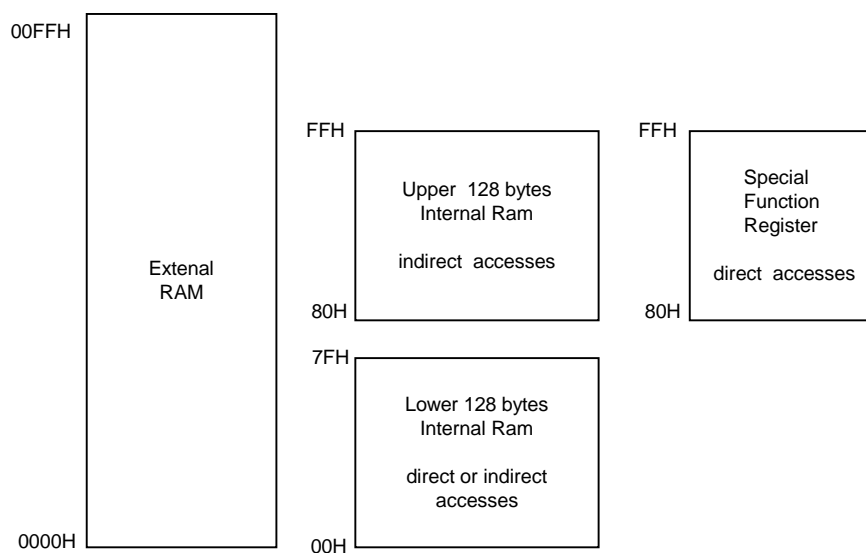 00FFH
Extenal
RAM
0000H
FFH
Upper 128 bytes
Internal Ram
indirect accesses
80H
7FH
Lower 128 bytes
Internal Ram
direct or indirect
accesses
00H
FFH
Special
Function
Register
direct accesses
80H